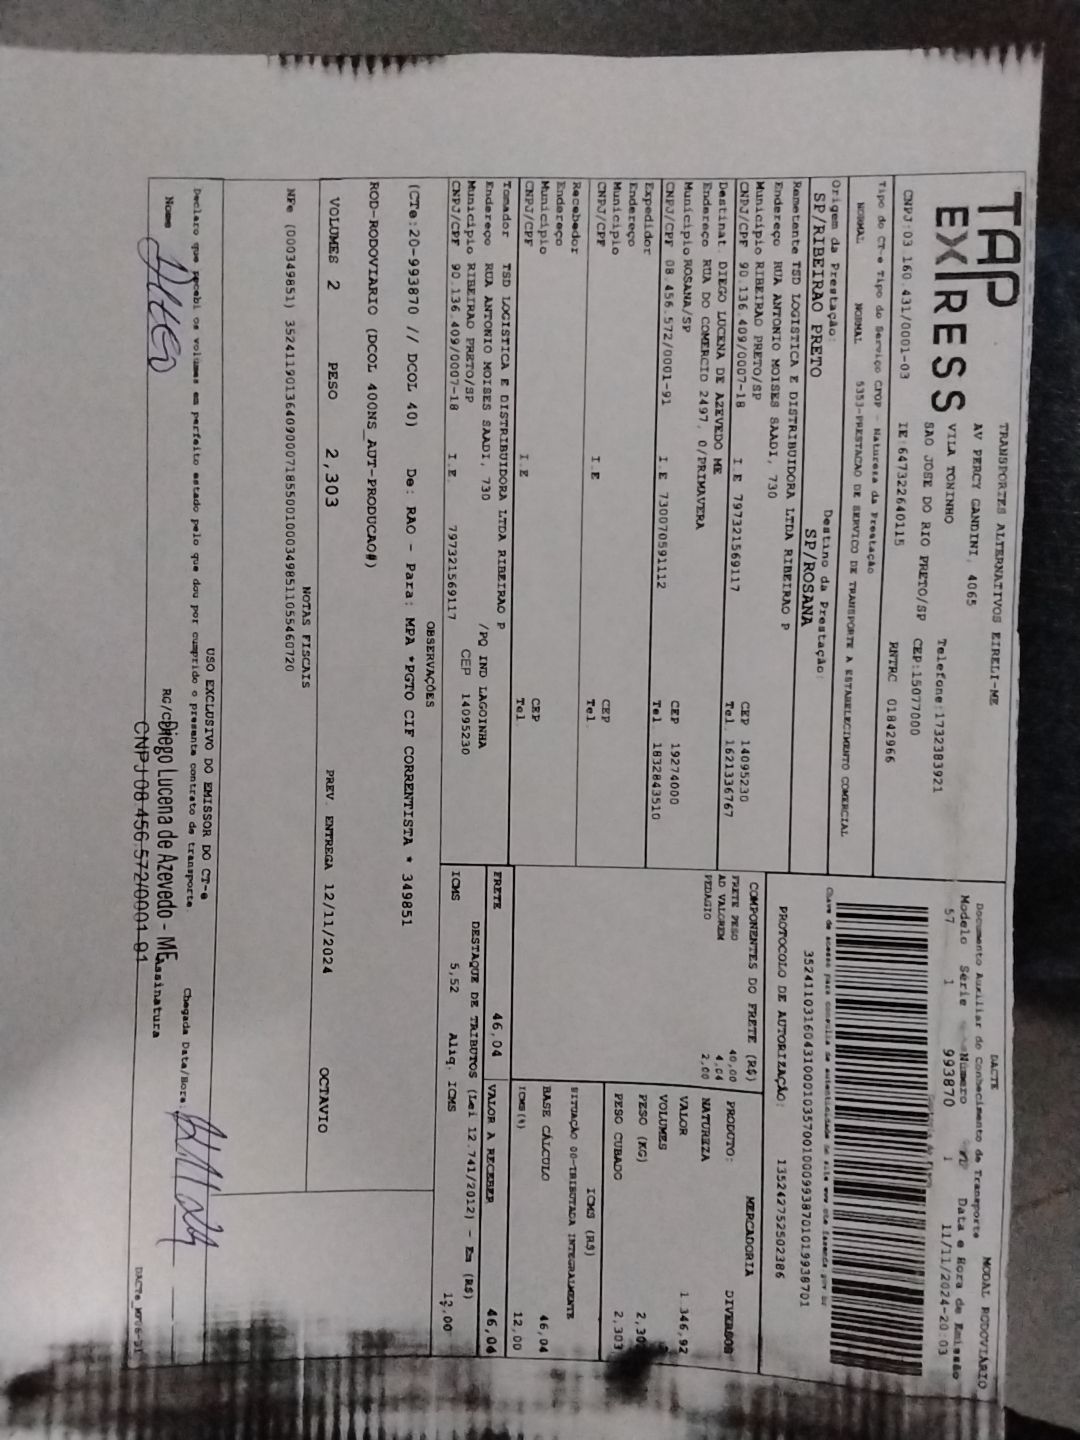 TAP
EXPRESS
TRANSPORTES ALTERNATIVOS EIRELI-ME
AV PERCY GANDINI, 4065
VILA TONINHO
Telefone:1732383921
SAO JOSE DO RIO PRETO/SP
CEP:15077000
CNPJ:03.160.431/0001-03
IE:647322640115
RNTRC 01842966
DACTE
MODAL RODOVIÁRIO
Documento Auxiliar do Conhecimento de Transporte
Modelo Série Número Data e Hora de Emissão
57 1 993870 1 11/11/2024-20:03
Tipo do CT-e Tipo do Serviço CFOP - Natureza da Prestação
NORMAL NORMAL 5353-PRESTACAO DE SERVICO DE TRANSPORTE A ESTABELECIMENTO COMERCIAL
Origem da Prestação: Destino da Prestação:
SP/RIBEIRAO PRETO SP/ROSANA
Remetente TSD LOGISTICA E DISTRIBUIDORA LTDA RIBEIRAO P
Endereço RUA ANTONIO MOISES SAADI, 730
Município RIBEIRAO PRETO/SP CEP 14095230
CNPJ/CPF 90.136.409/0007-18 I.E 797321569117 Tel. 1621336767
Destinat. DIEGO LUCENA DE AZEVEDO ME
Endereço RUA DO COMERCIO 2497, 0/PRIMAVERA
Município ROSANA/SP CEP 19274000
CNPJ/CPF 08.456.572/0001-91 I.E 730070591112 Tel. 1832843510
Expedidor
Endereço
Município CEP
CNPJ/CPF I.E Tel.
Recebedor
Endereço
Município CEP
CNPJ/CPF I.E Tel.
Tomador TSD LOGISTICA E DISTRIBUIDORA LTDA RIBEIRAO P
Endereço RUA ANTONIO MOISES SAADI, 730 /PQ IND LAGOINHA
Município RIBEIRAO PRETO/SP CEP 14095230
CNPJ/CPF 90.136.409/0007-18 I.E. 797321569117
PROTOCOLO DE AUTORIZAÇÃO: 135242752502386
COMPONENTES DO FRETE (R$)
FRETE PESO 40,00
AD VALOREM 4,04
PEDAGIO 2,00
MERCADORIA
PRODUTO: DIVERSOS
NATUREZA
VALOR 1.346,92
VOLUMES 2
PESO (KG)
PESO CUBADO 2,303
ICMS (R$)
SITUAÇÃO 00-TRIBUTADA INTEGRALMENTE
BASE CÁLCULO 46,04
ICMS(%) 12,00
FRETE 46,04 VALOR A RECEBER 46,04
DESTAQUE DE TRIBUTOS (Lei 12.741/2012) - Em (R$)
ICMS 5,52 Aliq. ICMS 12,00
OBSERVAÇÕES
(CTe:20-993870 // DCOL 40) De: RAO - Para: MPA *PGTO CIF CORRENTISTA * 349851
ROD-RODOVIARIO (DCOL 400NS_AUT-PRODUCAO#)
VOLUMES 2 PESO 2,303 PREV. ENTREGA 12/11/2024 OCTAVIO
NOTAS FISCAIS
USO EXCLUSIVO DO EMISSOR DO CT-e
Declaro que recebi os volumes em perfeito estado pelo que dou por cumprido o presente contrato de transporte. Chegada Data/Hora
Nome RG/CPF Assinatura
Diego Lucena de Azevedo - ME
CNPJ 08.456.572/0001-91